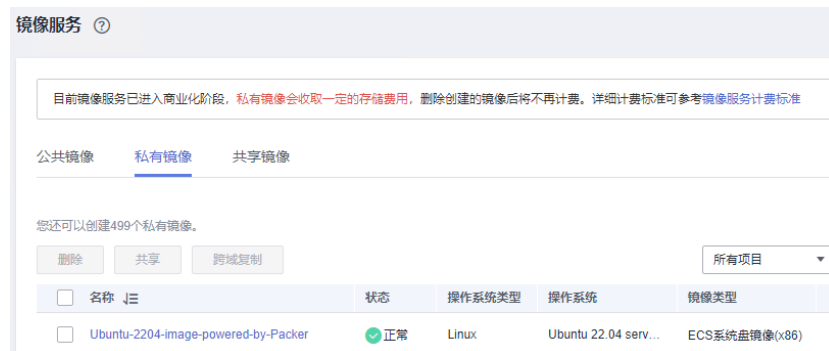 镜像服务 ?
目前镜像服务已进入商业化阶段，私有镜像会收取一定的存储费用，删除创建的镜像后将不再计费。详细计费标准可参考镜像服务计费标准
公共镜像 私有镜像 共享镜像
您还可以创建499个私有镜像。
删除 共享 跨域复制 所有项目
名称 状态 操作系统类型 操作系统 镜像类型
Ubuntu-2204-image-powered-by-Packer 正常 Linux Ubuntu 22.04 serv... ECS系统盘镜像(x86)